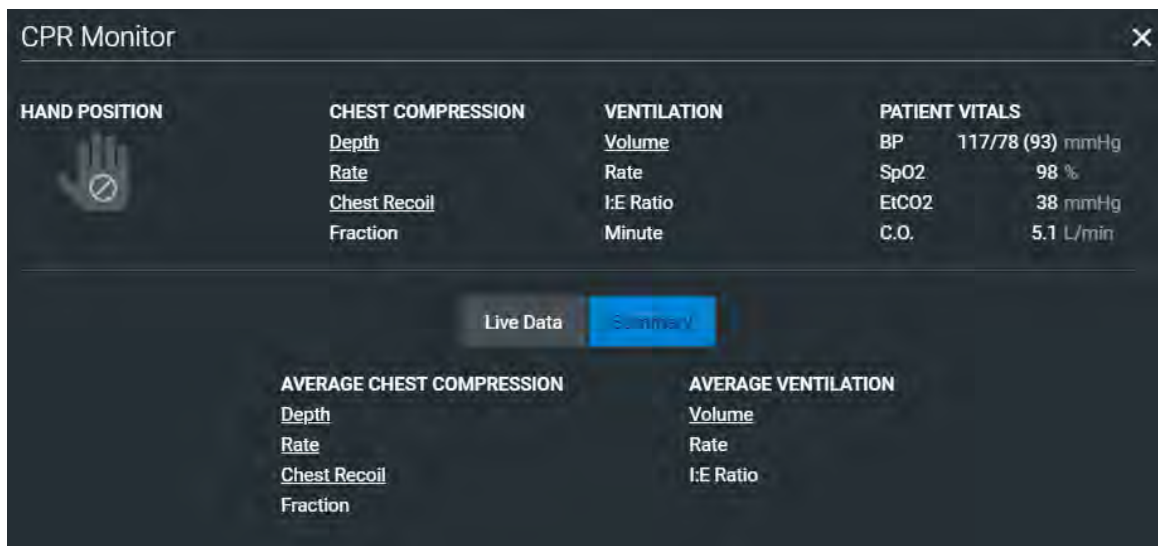 CPR Monitor
HAND POSITION
CHEST COMPRESSION
Depth
Rate
Chest Recoil
Fraction
VENTILATION
Volume
Rate
I:E Ratio
Minute
PATIENT VITALS
BP 117/78 (93) mmHg
SpO2 98 %
EtCO2 38 mmHg
C.O. 5.1 L/min
Live Data
Summary
AVERAGE CHEST COMPRESSION
Depth
Rate
Chest Recoil
Fraction
AVERAGE VENTILATION
Volume
Rate
I:E Ratio